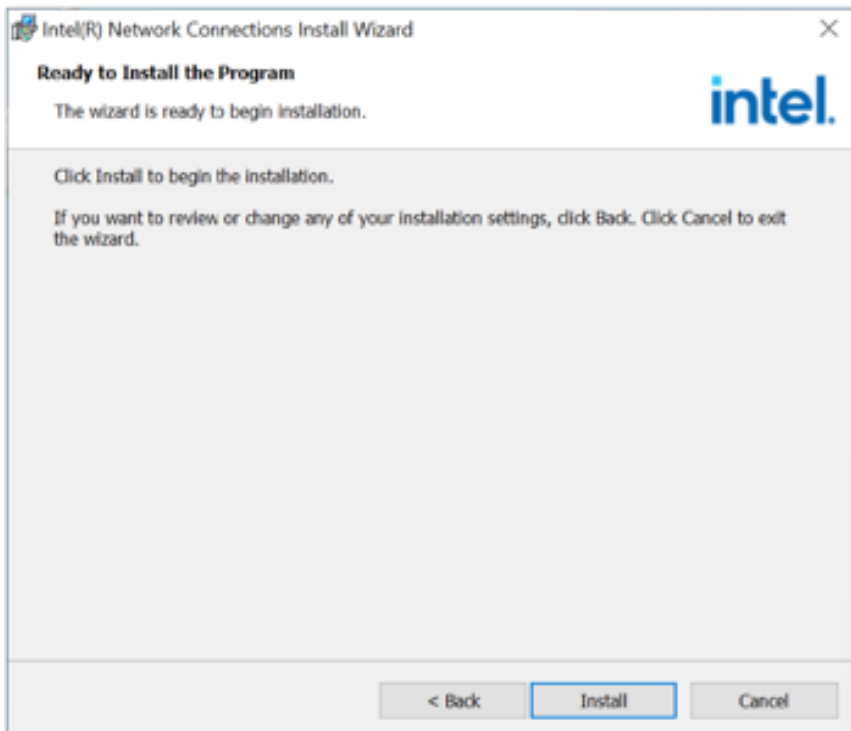 Intel(R) Network Connections Install Wizard
Ready to Install the Program
The wizard is ready to begin installation.
intel.
Click Install to begin the installation.
If you want to review or change any of your installation settings, click Back. Click Cancel to exit
the wizard.
< Back
Install
Cancel